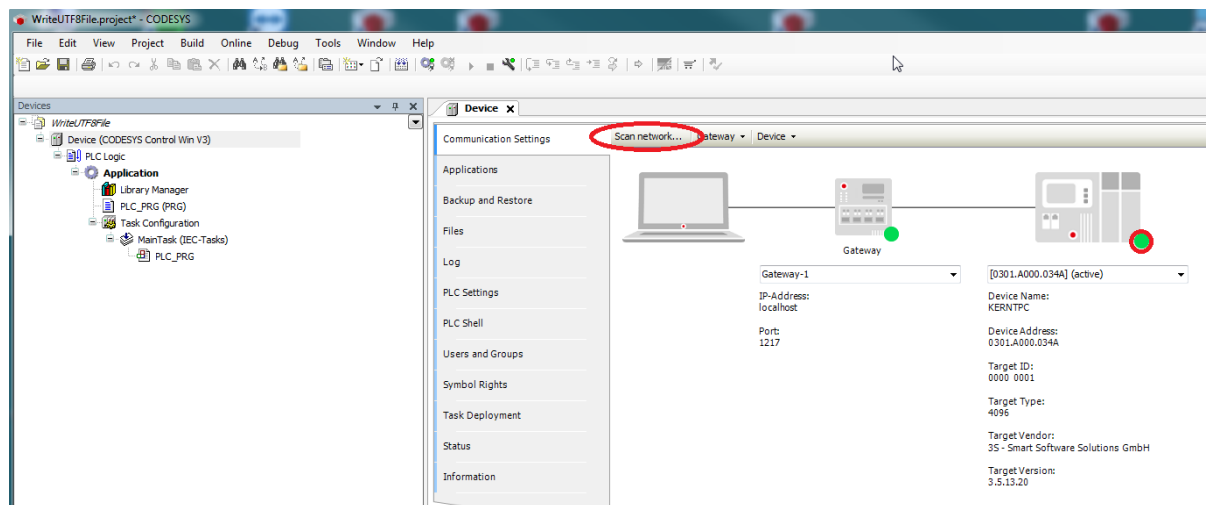 WriteUTF8File.project* - CODESYS
File Edit View Project Build Online Debug Tools Window Help
Devices
WriteUTF8File
Device (CODESYS Control Win V3)
PLC Logic
Application
Library Manager
PLC_PRG (PRG)
Task Configuration
MainTask (IEC-Tasks)
PLC_PRG
Device
Communication Settings
Applications
Backup and Restore
Files
Log
PLC Settings
PLC Shell
Users and Groups
Symbol Rights
Task Deployment
Status
Information
Scan network... ateway Device
Gateway
Gateway-1
IP-Address:
localhost
Port:
1217
[0301.A000.034A] (active)
Device Name:
KERNTPC
Device Address:
0301.A000.034A
Target ID:
0000 0001
Target Type:
4096
Target Vendor:
3S - Smart Software Solutions GmbH
Target Version:
3.5.13.20